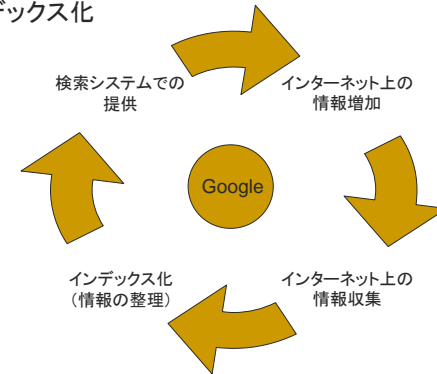 デックス化
検索システムでの
提供
インターネット上の
情報増加
Google
インデックス化
（情報の整理）
インターネット上の
情報収集